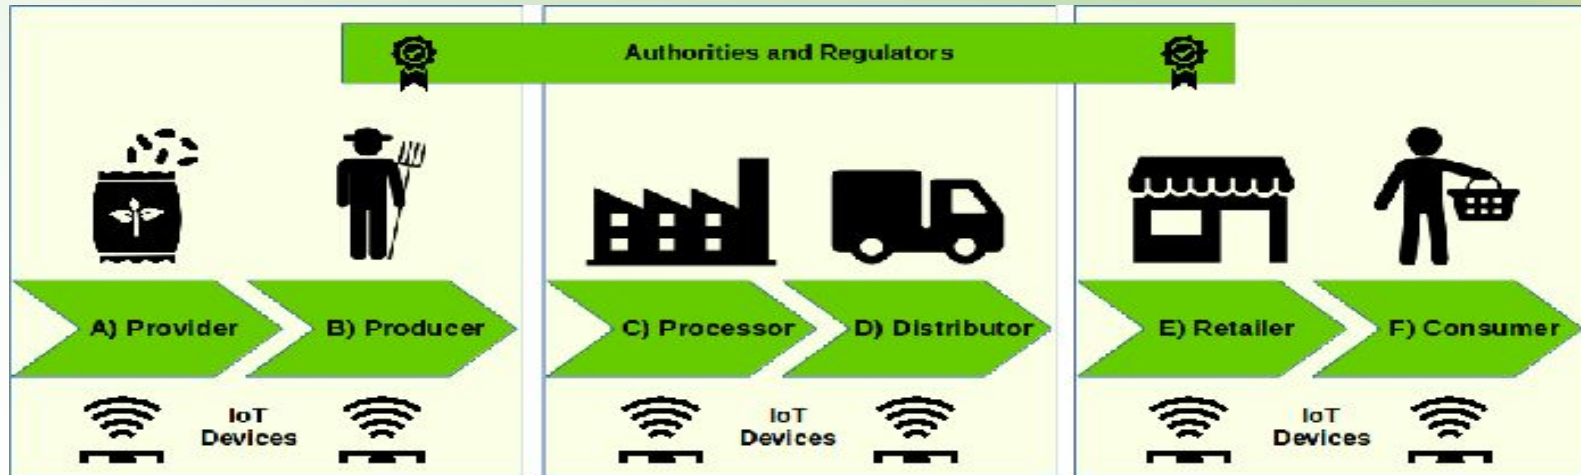 Authorities and Regulators
A) Provider
B) Producer
C) Processor
D) Distributor
E) Retailer
F) Consumer
IoT
Devices
IoT
Devices
IoT
Devices